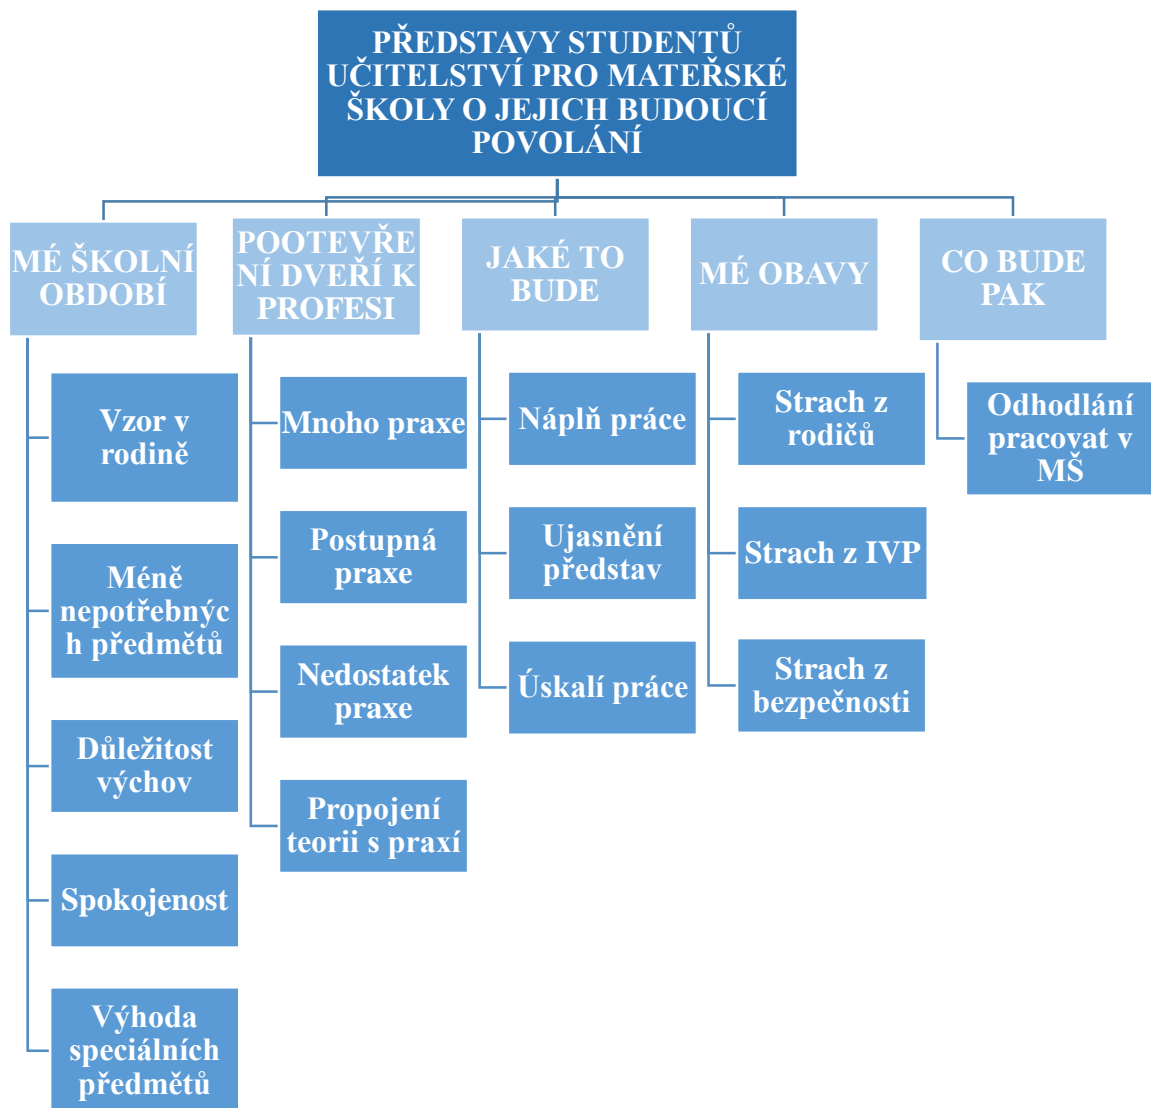 PŘEDSTAVY STUDENTŮ
UČITELSTVÍ PRO MATEŘSKÉ
ŠKOLY O JEJICH BUDOUCÍ
POVOLÁNÍ
MÉ ŠKOLNÍ
OBDOBÍ
Vzor v
rodině
Méně
nepotřebnýc
h předmětů
Důležitost
výchov
Spokojenost
Výhoda
speciálních
předmětů
POOTEVŘE
NÍ DVEŘÍ K
PROFESI
Mnoho praxe
Postupná
praxe
Nedostatek
praxe
Propojení
teorii s praxí
JAKÉ TO
BUDE
Náplň práce
Ujasnění
představ
Úskalí práce
MÉ OBAVY
Strach z
rodičů
Strach z IVP
Strach z
bezpečnosti
CO BUDE
PAK
Odhodlání
pracovat v
MŠ